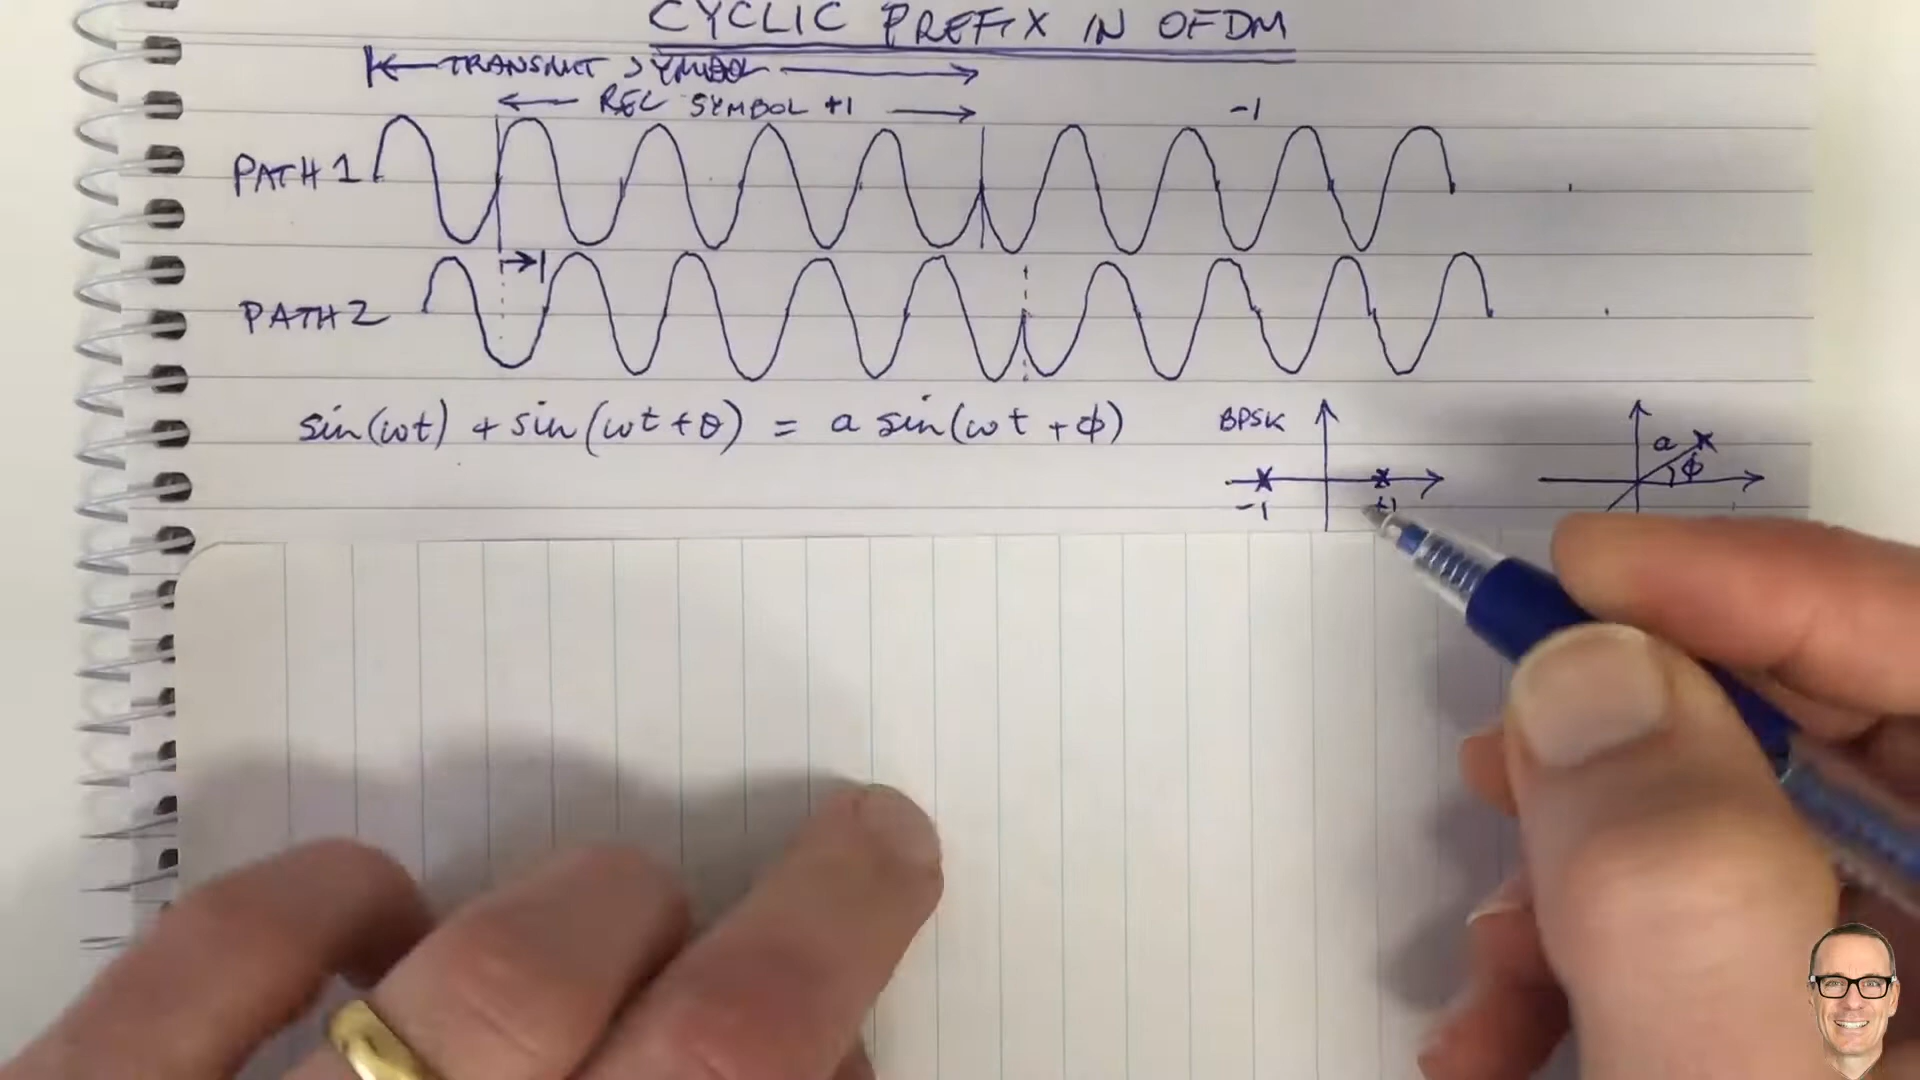 CYCLIC PREFIX IN OFDM
TRANSMIT SYMBOL
REC SYMBOL +1
-1
PATH 1
PATH 2
sin(ωt) + sin(ωt + θ) = a sin(ωt + ϕ)
BPSK
-1 +1
a ϕ